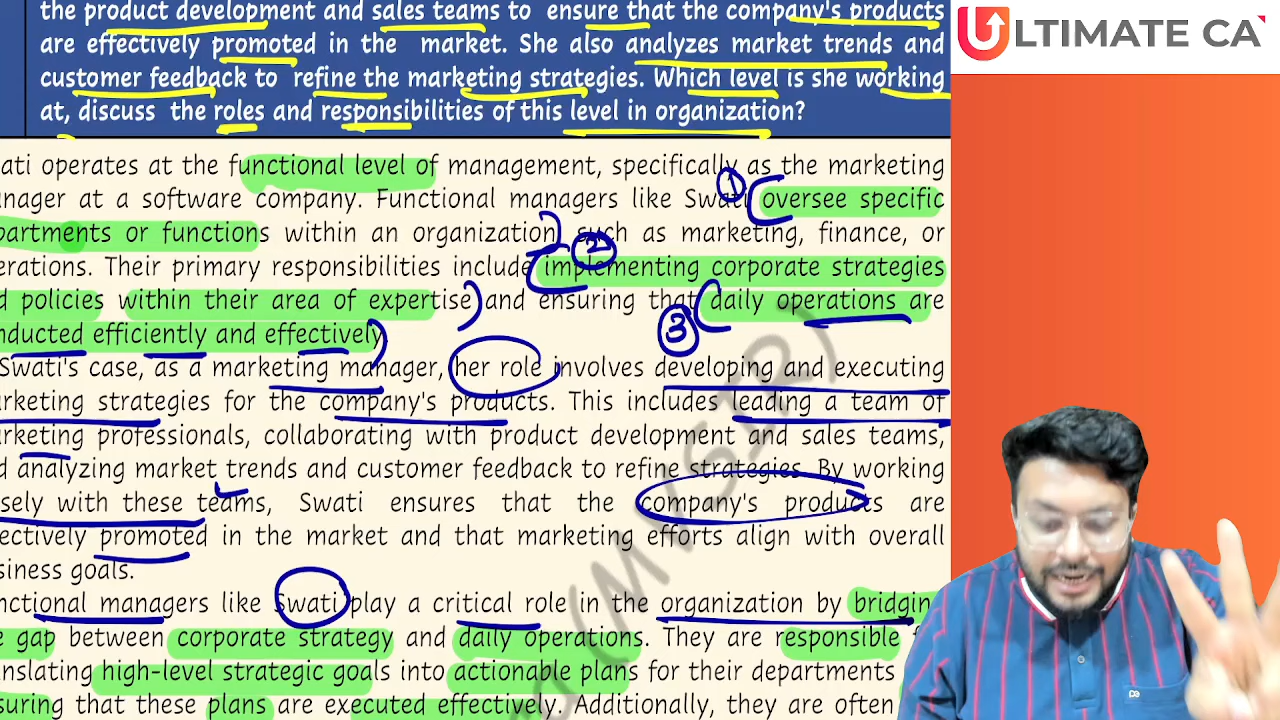 the product development and sales teams to ensure that the company's products
are effectively promoted in the market. She also analyzes market trends and
customer feedback to refine the marketing strategies. Which level is she working
at, discuss the roles and responsibilities of this level in organization?
LTIMATE CA
ati operates at the functional level of management, specifically as the marketing
nager at a software company. Functional managers like Swati oversee specific
partments or functions within an organization, such as marketing, finance, or
erations. Their primary responsibilities include implementing corporate strategies
d policies within their area of expertise and ensuring that daily operations are
nducted efficiently and effectively
Swati's case, as a marketing manager, her role involves developing and executing
rketing strategies for the company's products. This includes leading a team of
rketing professionals, collaborating with product development and sales teams,
d analyzing market trends and customer feedback to refine strategies. By working
sely with these teams, Swati ensures that the company's products are
ectively promoted in the market and that marketing efforts align with overall
siness goals.
nctional managers like Swati play a critical role in the organization by bridgin
e gap between corporate strategy and daily operations. They are responsible
nslating high-level strategic goals into actionable plans for their departments
suring that these plans are executed effectively. Additionally, they are often
1
2
3
(MKSIR)